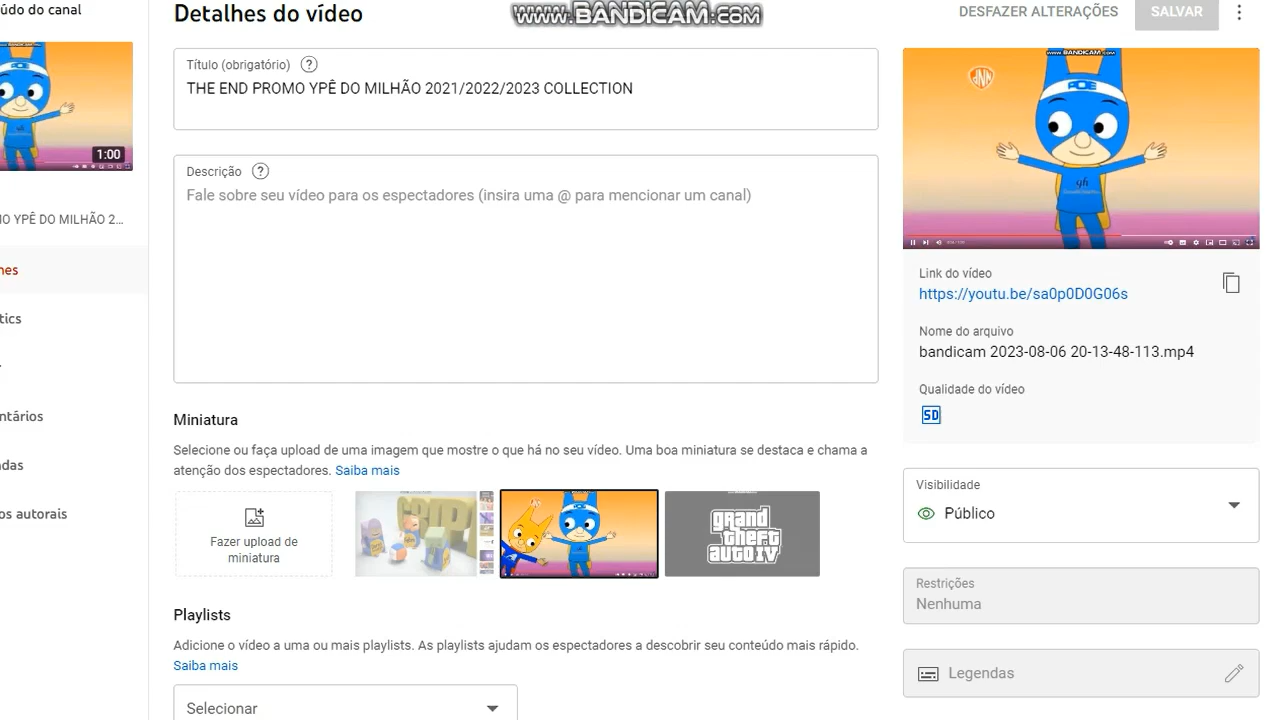 údo do canal
Detalhes do vídeo
www.BANDICAM.com
DESFAZER ALTERAÇÕES
SALVAR
Título (obrigatório)
THE END PROMO YPÊ DO MILHÃO 2021/2022/2023 COLLECTION
1:00
Descrição
Fale sobre seu vídeo para os espectadores (insira uma @ para mencionar um canal)
MO YPÊ DO MILHÃO 2...
hes
tics
ntários
das
os autorais
WWW.BANDICAM.COM
POE
Link do vídeo
https://youtu.be/sa0p0D0G06s
Nome do arquivo
bandicam 2023-08-06 20-13-48-113.mp4
Qualidade do vídeo
SD
Miniatura
Selecione ou faça upload de uma imagem que mostre o que há no seu vídeo. Uma boa miniatura se destaca e chama a
atenção dos espectadores. Saiba mais
Fazer upload de
miniatura
grand
theft
auto IV
Visibilidade
Público
Restrições
Nenhuma
Legendas
Playlists
Adicione o vídeo a uma ou mais playlists. As playlists ajudam os espectadores a descobrir seu conteúdo mais rápido.
Saiba mais
Selecionar